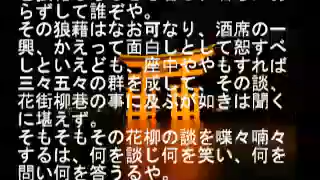 らずして誰ぞや。
その狼藉はなお可なり、酒席の一
興、かえって面白しとして恕すべ
しといえども、座中ややもすれば
三々五々の群を成して、その談、
花街柳巷の事に及ぶが如きは聞く
に堪えず。
そもそもその花柳の談を喋々喃々
するは、何を談じ何を笑い、何を
問い何を答うるや。